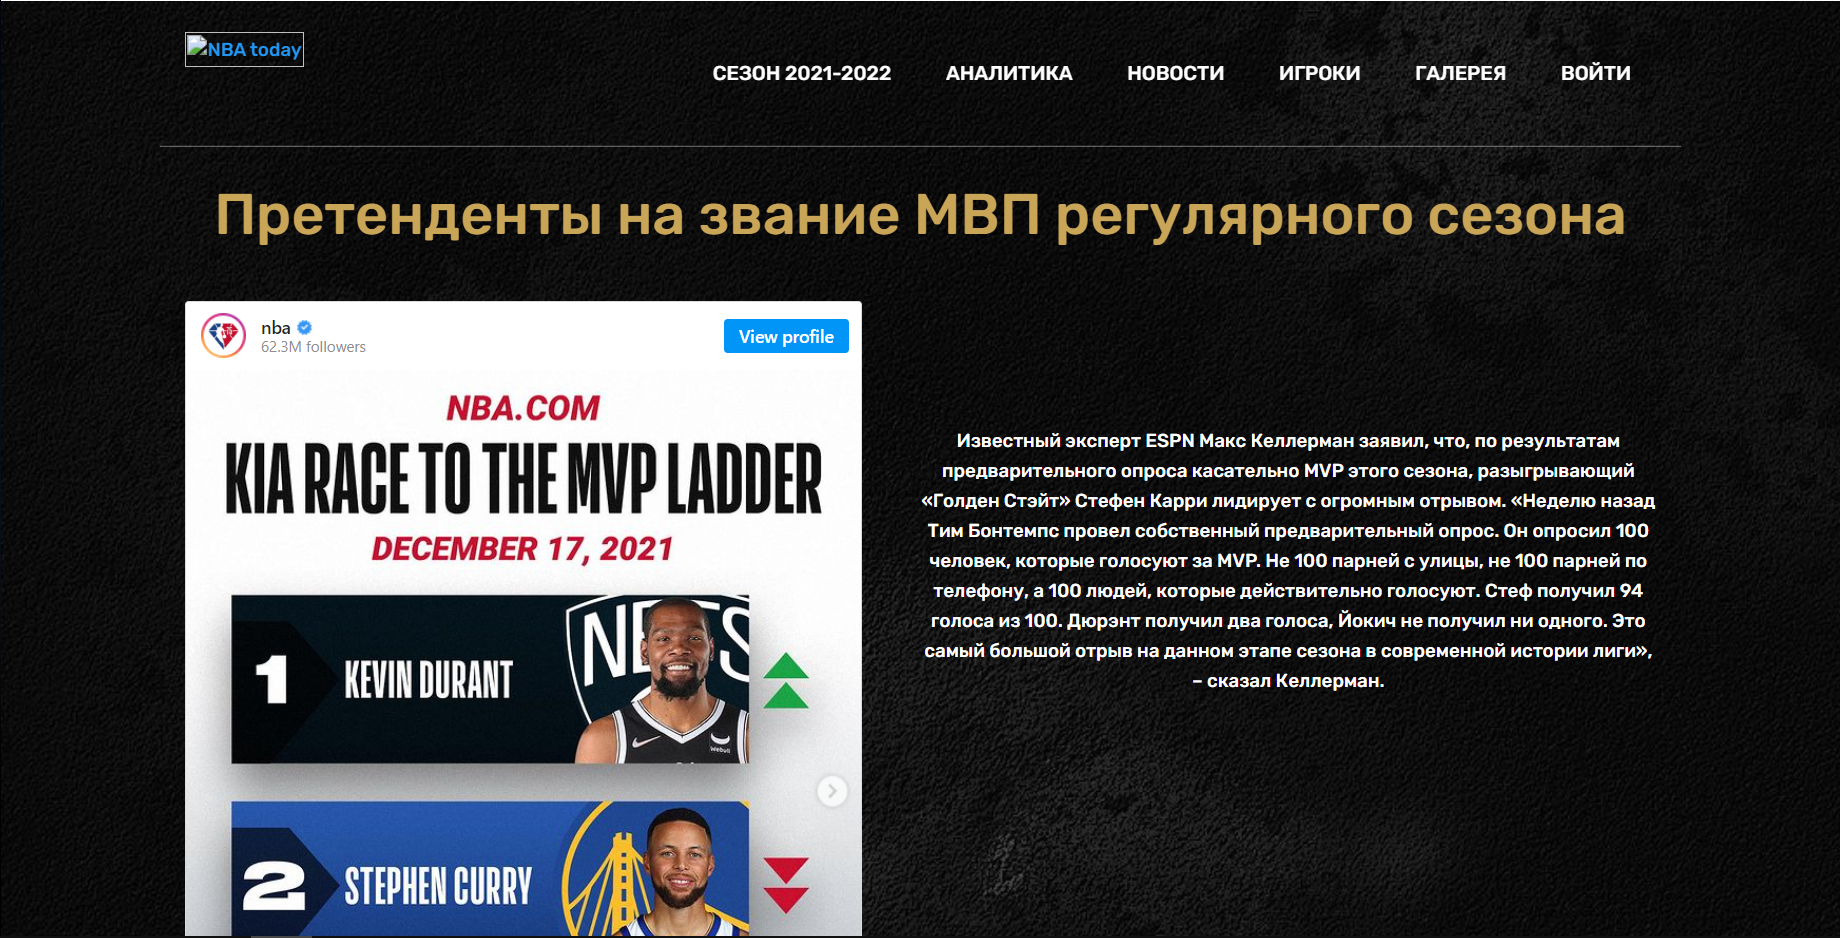 NBA today
СЕЗОН 2021-2022 АНАЛИТИКА НОВОСТИ ИГРОКИ ГАЛЕРЕЯ ВОЙТИ
Претенденты на звание МВП регулярного сезона
nba
62.3M followers
View profile
NBA.COM
KIA RACE TO THE MVP LADDER
DECEMBER 17, 2021
1 KEVIN DURANT
NETS
Webull
2 STEPHEN CURRY
Известный эксперт ESPN Макс Келлерман заявил, что, по результатам
предварительного опроса касательно MVP этого сезона, разыгрывающий
«Голден Стэйт» Стефен Карри лидирует с огромным отрывом. «Неделю назад
Тим Бонтемпс провел собственный предварительный опрос. Он опросил 100
человек, которые голосуют за MVP. Не 100 парней с улицы, не 100 парней по
телефону, а 100 людей, которые действительно голосуют. Стеф получил 94
голоса из 100. Дюрэнт получил два голоса, Йокич не получил ни одного. Это
самый большой отрыв на данном этапе сезона в современной истории лиги»,
– сказал Келлерман.